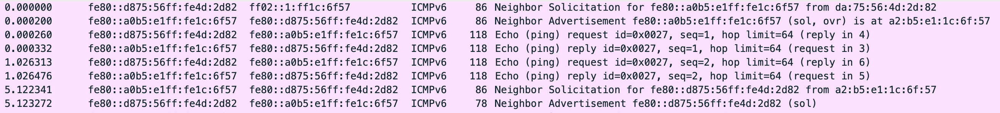 0.000000 fe80::d875:56ff:fe4d:2d82 ff02::1:ff1c:6f57 ICMPv6 86 Neighbor Solicitation for fe80::a0b5:e1ff:fe1c:6f57 from da:75:56:4d:2d:82
0.000200 fe80::a0b5:e1ff:fe1c:6f57 fe80::d875:56ff:fe4d:2d82 ICMPv6 86 Neighbor Advertisement fe80::a0b5:e1ff:fe1c:6f57 (sol, ovr) is at a2:b5:e1:1c:6f:57
0.000260 fe80::d875:56ff:fe4d:2d82 fe80::a0b5:e1ff:fe1c:6f57 ICMPv6 118 Echo (ping) request id=0x0027, seq=1, hop limit=64 (reply in 4)
0.000332 fe80::a0b5:e1ff:fe1c:6f57 fe80::d875:56ff:fe4d:2d82 ICMPv6 118 Echo (ping) reply id=0x0027, seq=1, hop limit=64 (request in 3)
1.026313 fe80::d875:56ff:fe4d:2d82 fe80::a0b5:e1ff:fe1c:6f57 ICMPv6 118 Echo (ping) request id=0x0027, seq=2, hop limit=64 (reply in 6)
1.026476 fe80::a0b5:e1ff:fe1c:6f57 fe80::d875:56ff:fe4d:2d82 ICMPv6 118 Echo (ping) reply id=0x0027, seq=2, hop limit=64 (request in 5)
5.122341 fe80::a0b5:e1ff:fe1c:6f57 fe80::d875:56ff:fe4d:2d82 ICMPv6 86 Neighbor Solicitation for fe80::d875:56ff:fe4d:2d82 from a2:b5:e1:1c:6f:57
5.123272 fe80::d875:56ff:fe4d:2d82 fe80::a0b5:e1ff:fe1c:6f57 ICMPv6 78 Neighbor Advertisement fe80::d875:56ff:fe4d:2d82 (sol)